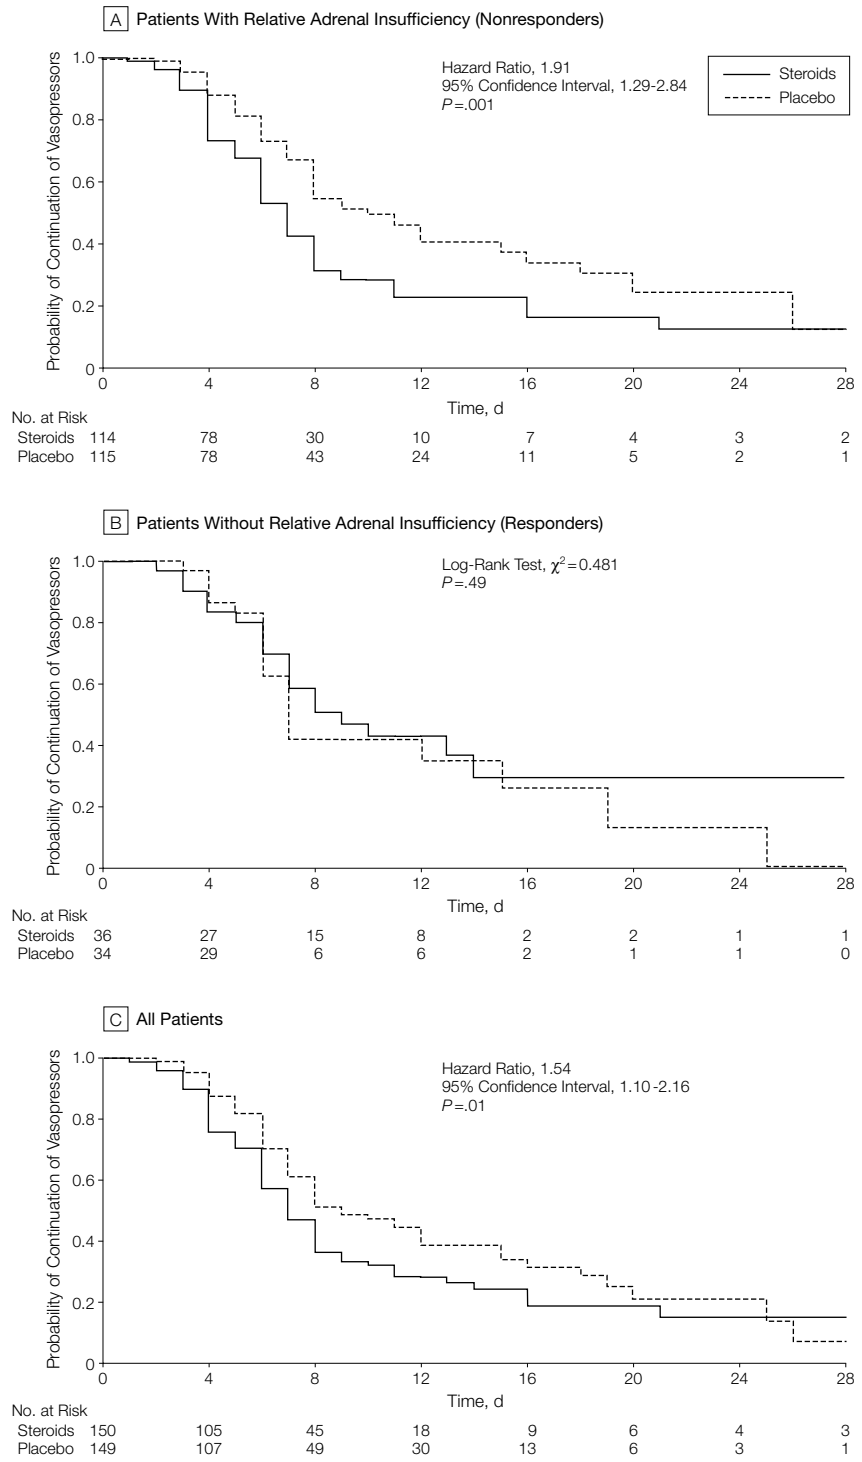 A Patients With Relative Adrenal Insufficiency (Nonresponders)
Probability of Continuation of Vasopressors
1.0
0.8
0.6
0.4
0.2
0
Hazard Ratio, 1.91
95% Confidence Interval, 1.29-2.84
P=.001
Steroids
Placebo
0 4 8 12 16 20 24 28
Time, d
No. at Risk
Steroids 114 78 30 10 7 4 3 2
Placebo 115 78 43 24 11 5 2 1
B Patients Without Relative Adrenal Insufficiency (Responders)
Probability of Continuation of Vasopressors
1.0
0.8
0.6
0.4
0.2
0
Log-Rank Test, χ²=0.481
P=.49
0 4 8 12 16 20 24 28
Time, d
No. at Risk
Steroids 36 27 15 8 2 2 1 1
Placebo 34 29 6 6 2 1 1 0
C All Patients
Probability of Continuation of Vasopressors
1.0
0.8
0.6
0.4
0.2
0
Hazard Ratio, 1.54
95% Confidence Interval, 1.10-2.16
P=.01
0 4 8 12 16 20 24 28
Time, d
No. at Risk
Steroids 150 105 45 18 9 6 4 3
Placebo 149 107 49 30 13 6 3 1